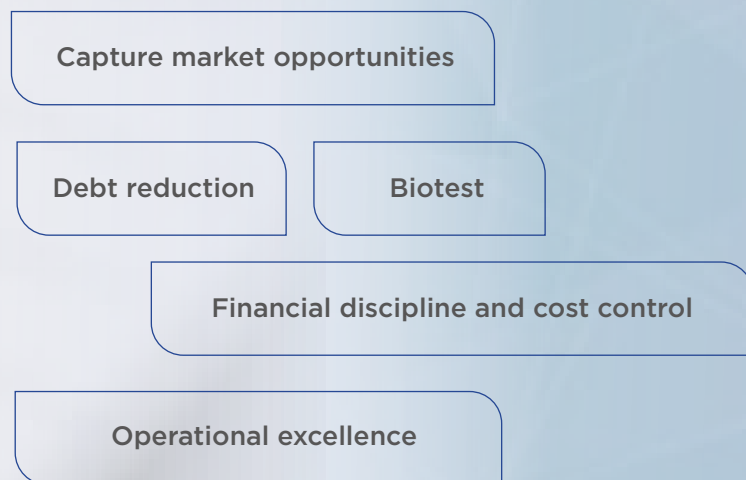 Capture market opportunities
Debt reduction
Biotest
Financial discipline and cost control
Operational excellence